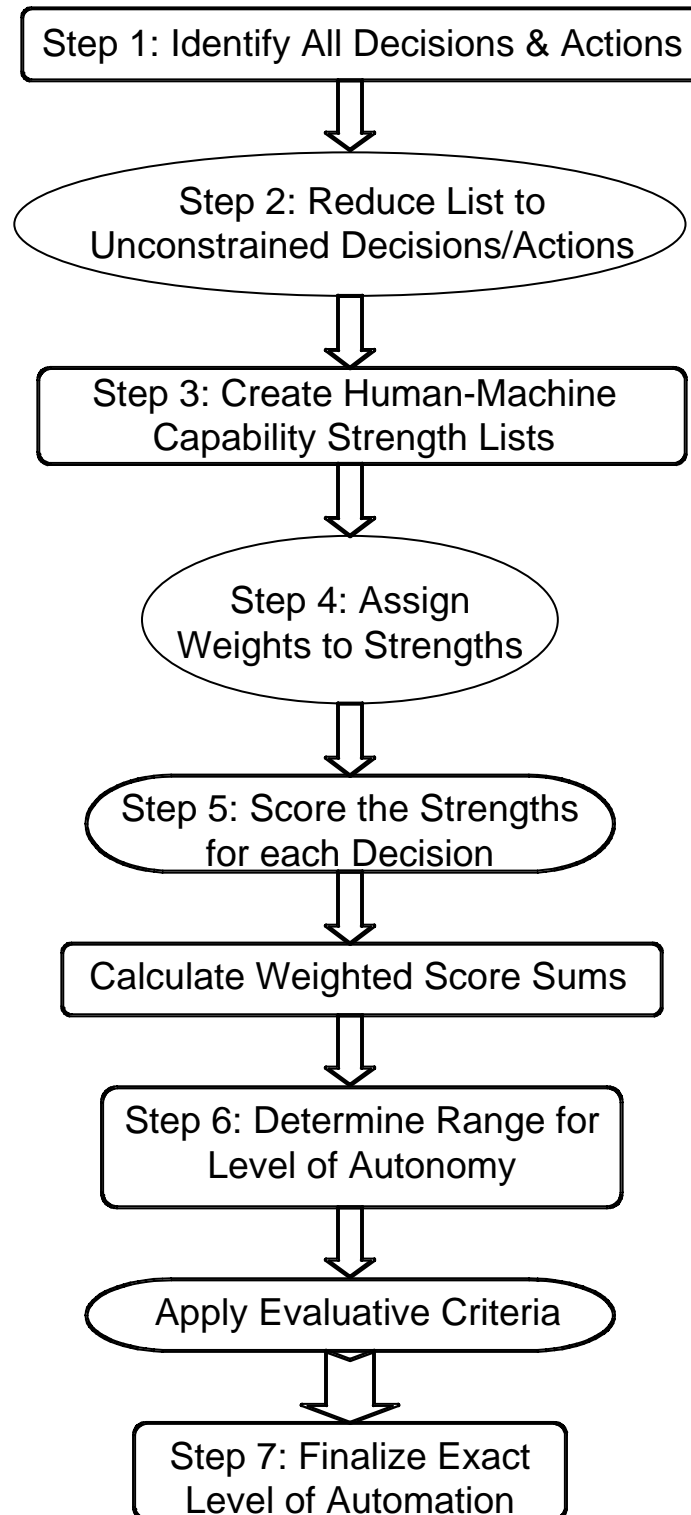 Step 1: Identify All Decisions & Actions
Step 2: Reduce List to
Unconstrained Decisions/Actions
Step 3: Create Human-Machine
Capability Strength Lists
Step 4: Assign
Weights to Strengths
Step 5: Score the Strengths
for each Decision
Calculate Weighted Score Sums
Step 6: Determine Range for
Level of Autonomy
Apply Evaluative Criteria
Step 7: Finalize Exact
Level of Automation